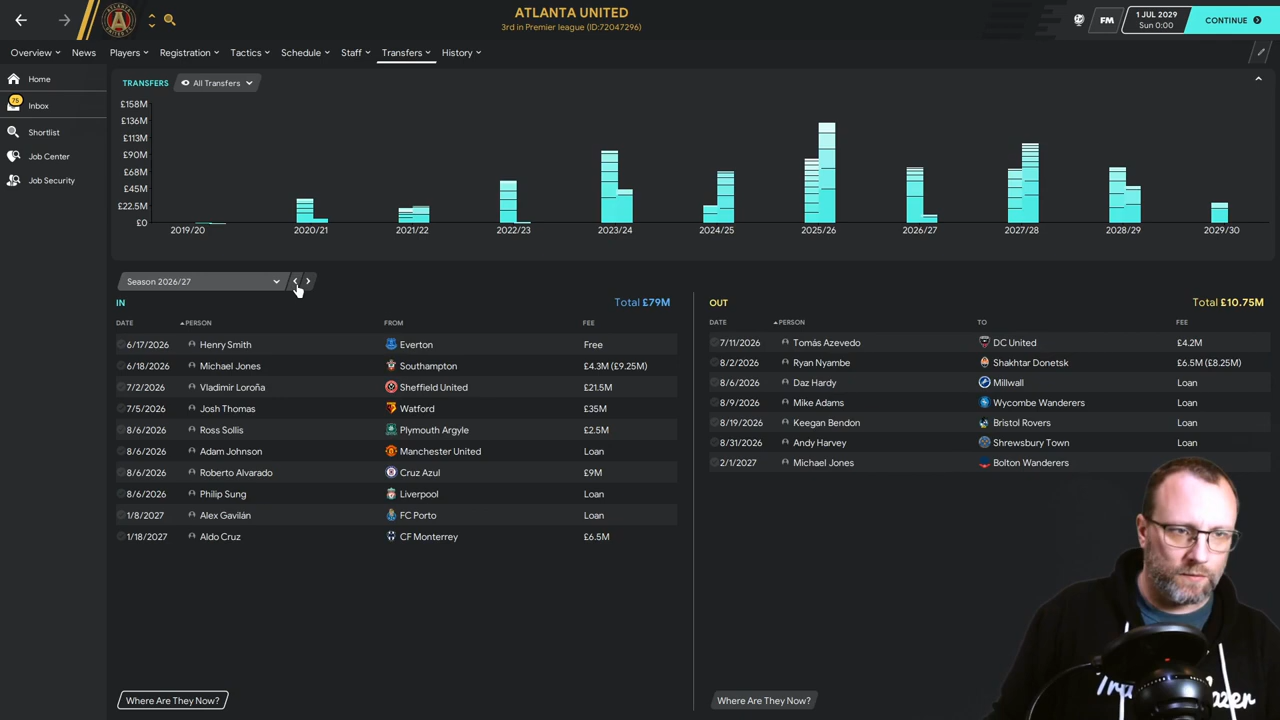 ATLANTA UNITED
3rd in Premier league (ID:72047296)
FM
1 JUL 2029
Sun 0:00
CONTINUE
Overview
News
Players
Registration
Tactics
Schedule
Staff
Transfers
History
Home
75
Inbox
Shortlist
Job Center
Job Security
TRANSFERS
All Transfers
£158M
£136M
£113M
£90M
£68M
£45M
£22.5M
£0
2019/20 2020/21 2021/22 2022/23 2023/24 2024/25 2025/26 2026/27 2027/28 2028/29 2029/30
Season 2026/27
IN Total £79M
DATE PERSON FROM FEE
6/17/2026 Henry Smith Everton Free
6/18/2026 Michael Jones Southampton £4.3M (£9.25M)
7/2/2026 Vladimir Loroña Sheffield United £21.5M
7/5/2026 Josh Thomas Watford £35M
8/6/2026 Ross Sollis Plymouth Argyle £2.5M
8/6/2026 Adam Johnson Manchester United Loan
8/6/2026 Roberto Alvarado Cruz Azul £9M
8/6/2026 Philip Sung Liverpool Loan
1/8/2027 Alex Gavilán FC Porto Loan
1/18/2027 Aldo Cruz CF Monterrey £6.5M
Where Are They Now?
OUT Total £10.75M
DATE PERSON TO FEE
7/11/2026 Tomás Azevedo DC United £4.2M
8/2/2026 Ryan Nyambe Shakhtar Donetsk £6.5M (£8.25M)
8/6/2026 Daz Hardy Millwall Loan
8/9/2026 Mike Adams Wycombe Wanderers Loan
8/19/2026 Keegan Bendon Bristol Rovers Loan
8/31/2026 Andy Harvey Shrewsbury Town Loan
2/1/2027 Michael Jones Bolton Wanderers
Where Are They Now?